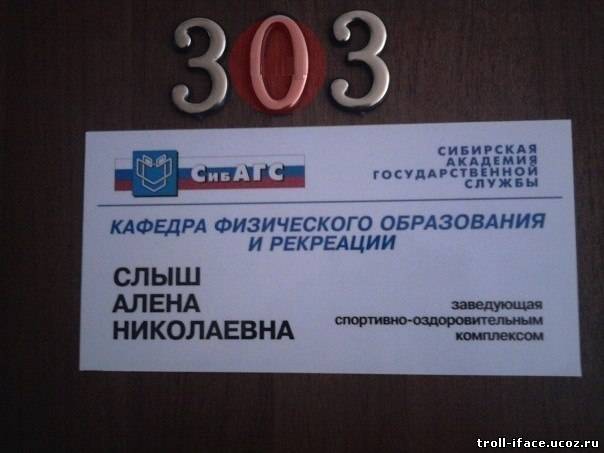 303
СибАГС
СИБИРСКАЯ
АКАДЕМИЯ
ГОСУДАРСТВЕННОЙ
СЛУЖБЫ
КАФЕДРА ФИЗИЧЕСКОГО ОБРАЗОВАНИЯ
И РЕКРЕАЦИИ
СЛЫШ
АЛЕНА
НИКОЛАЕВНА
заведующая
спортивно-оздоровительным
комплексом
troll-iface.ucoz.ru